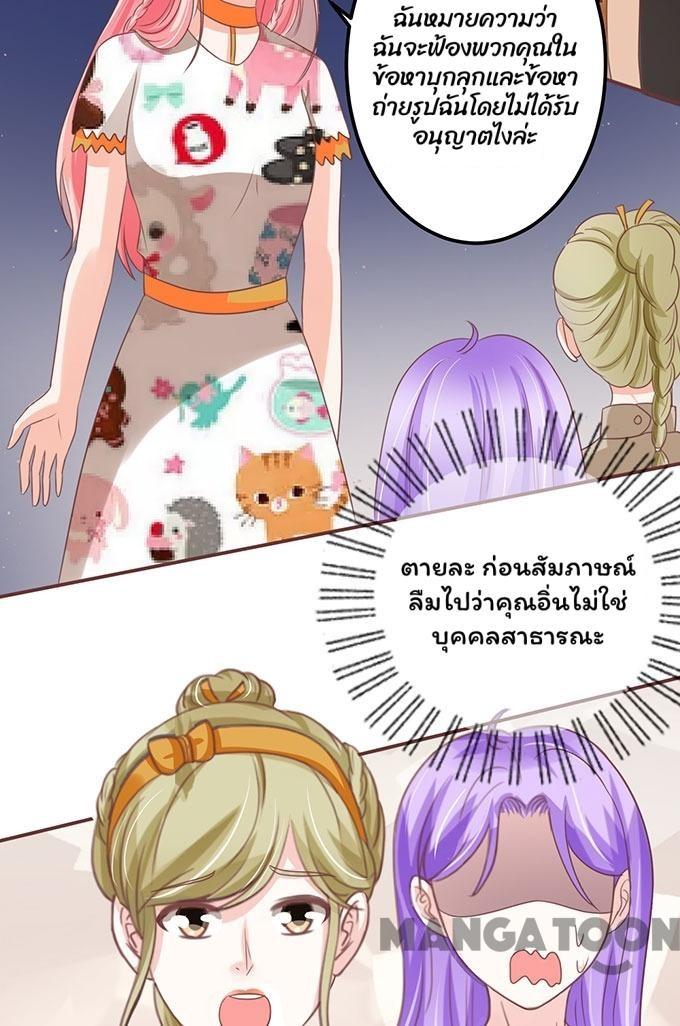 ฉันหมายความว่า
ฉันจะฟ้องพวกคุณใน
ข้อหาบุกลุกและข้อหา
ถ่ายรูปฉันโดยไม่ได้รับ
อนุญาตไงล่ะ
ตายละ ก่อนสัมภาษณ์
ลืมไปว่าคุณอิ่นไม่ใช่
บุคคลสาธารณะ
MANGATOON